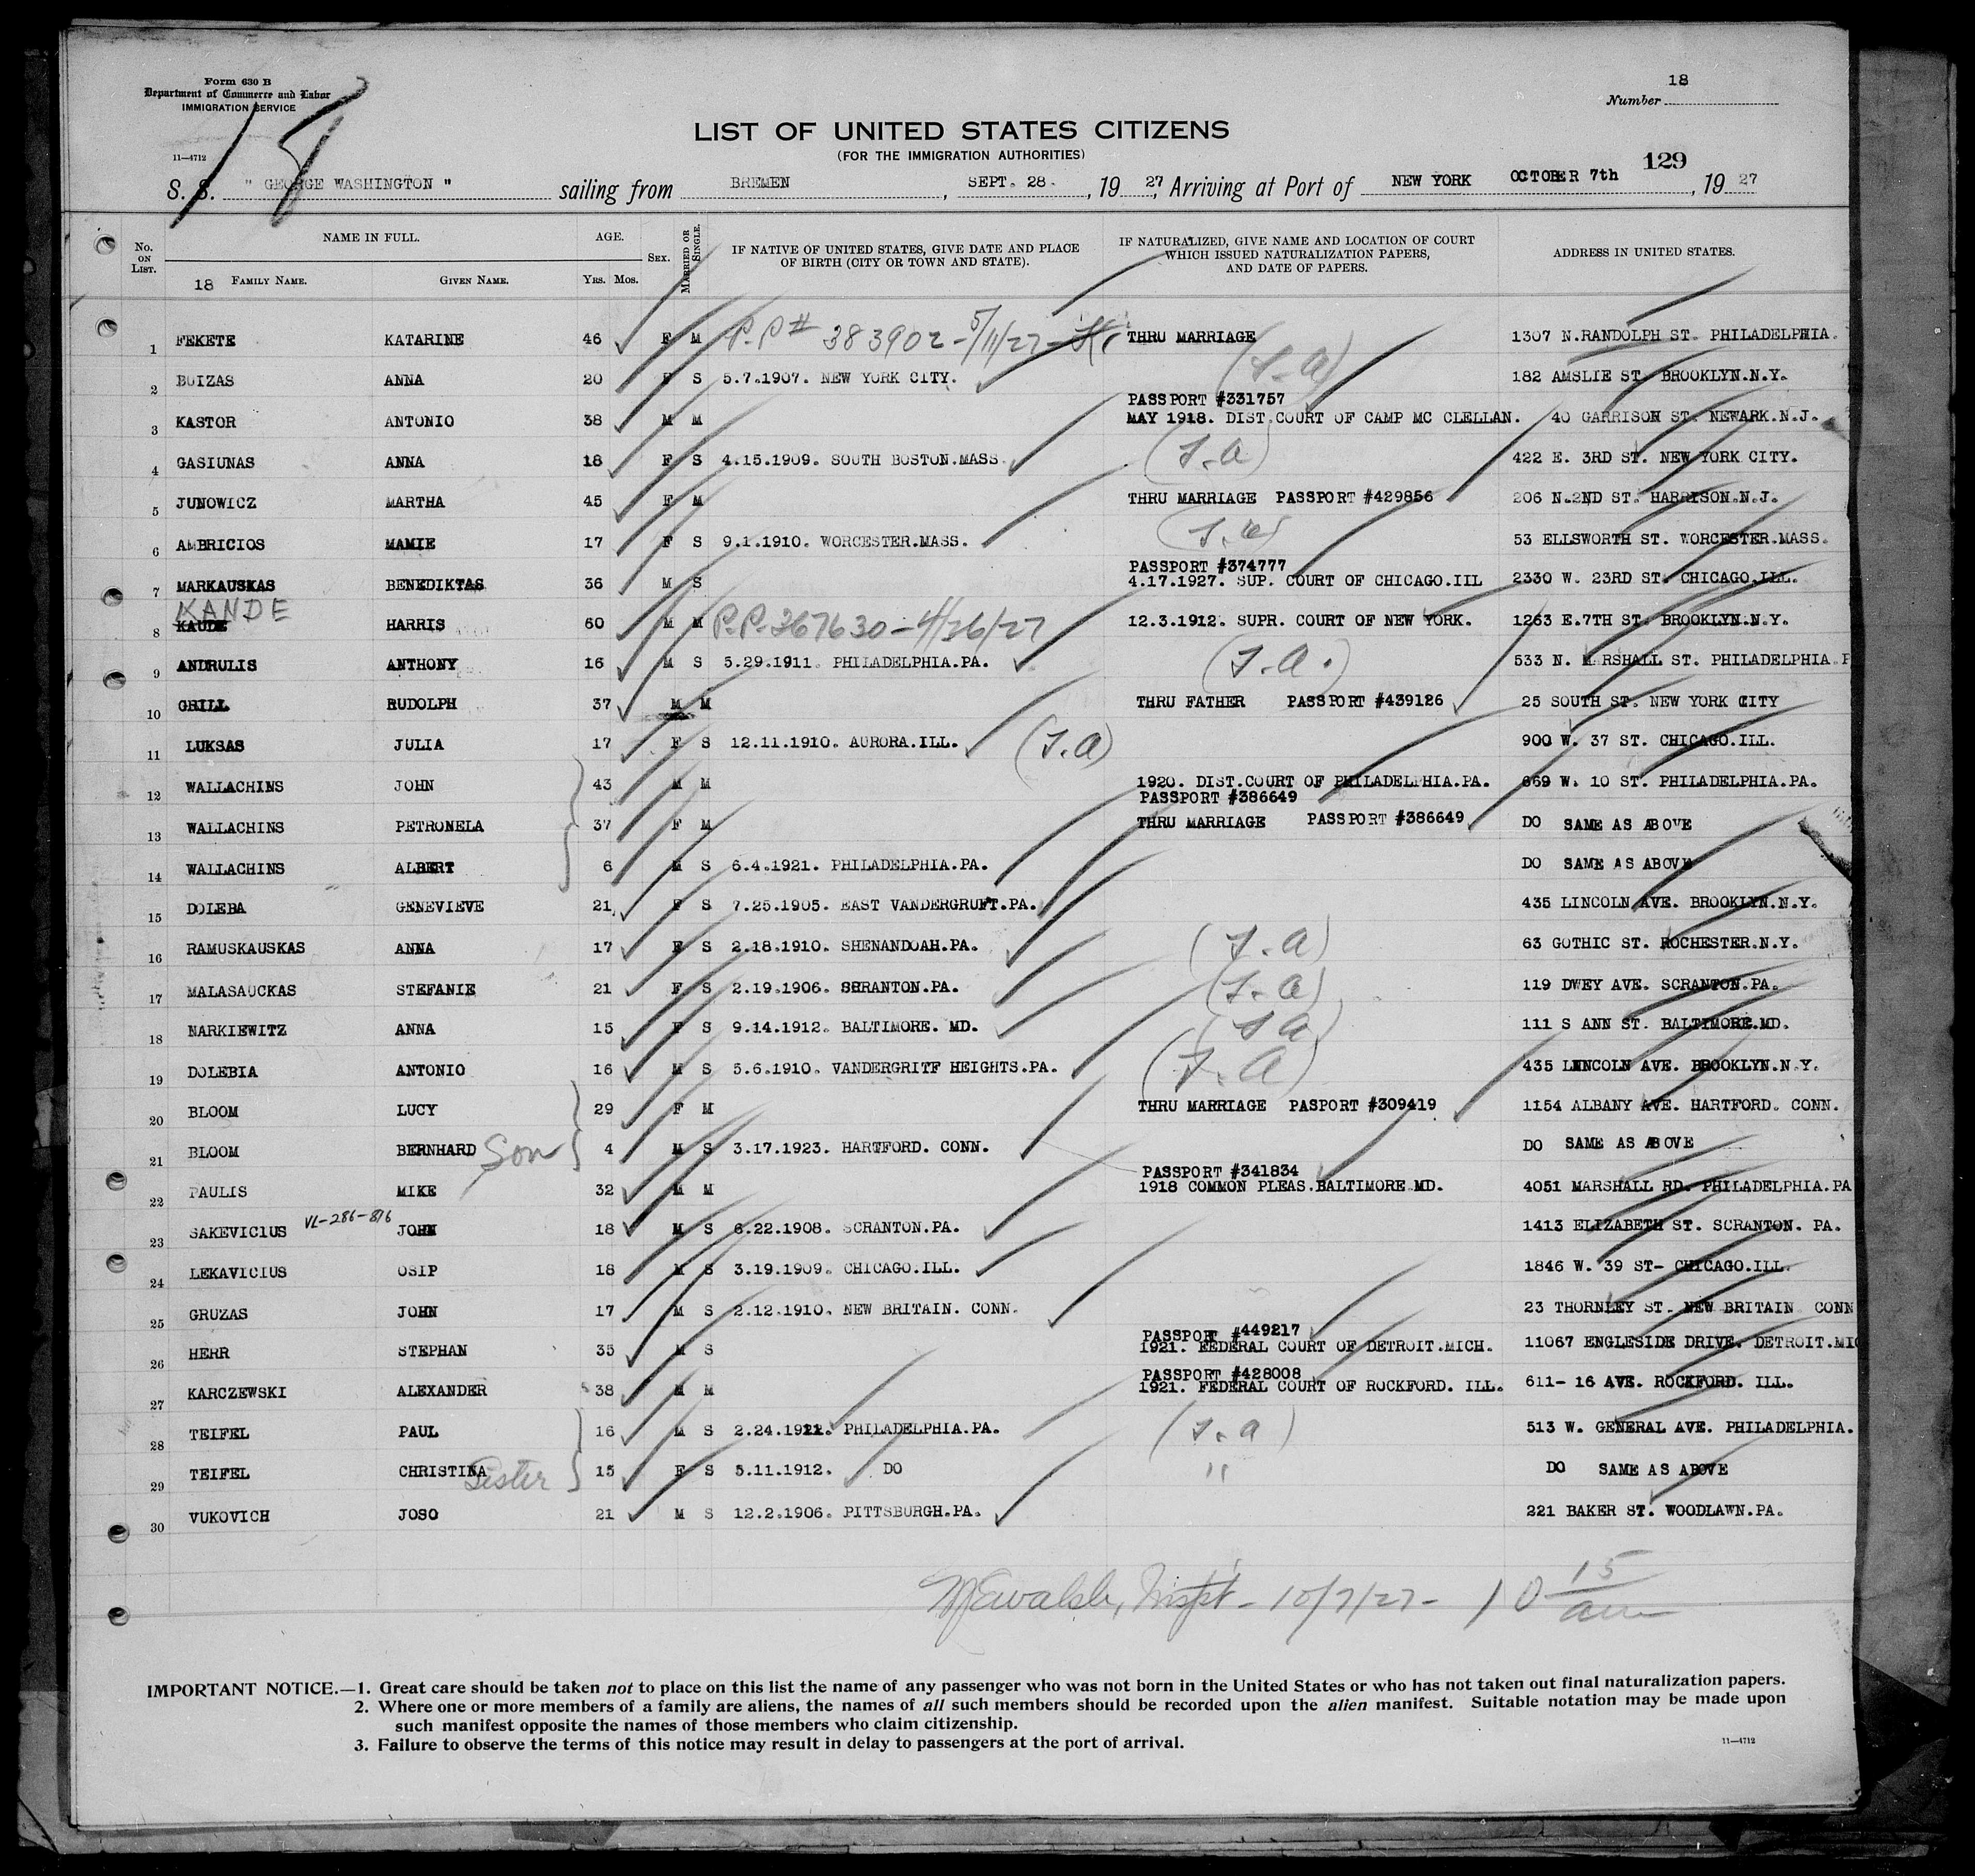 Form 630 B
Department of Commerce and Labor
IMMIGRATION SERVICE
18
18
Number
LIST OF UNITED STATES CITIZENS
(FOR THE IMMIGRATION AUTHORITIES)
11—4712
129
S. S. " GEORGE WASHINGTON " sailing from BREMEN, SEPT. 28. , 19 27, Arriving at Port of NEW YORK OCTOBER 7th , 19 27
No. ON LIST. NAME IN FULL. AGE. SEX. MARRIED OR SINGLE. IF NATIVE OF UNITED STATES, GIVE DATE AND PLACE OF BIRTH (CITY OR TOWN AND STATE). IF NATURALIZED, GIVE NAME AND LOCATION OF COURT WHICH ISSUED NATURALIZATION PAPERS, AND DATE OF PAPERS. ADDRESS IN UNITED STATES.
18 FAMILY NAME. GIVEN NAME. YRS. MOS.
1 FEKETE KATARINE 46 F M P.P# 383902 - 5/11/27 THRU MARRIAGE 1307 N.RANDOLPH ST. PHILADELPHIA.
2 BUIZAS ANNA 20 F S 5.7.1907. NEW YORK CITY. (S.A) 182 AMSLIE ST. BROOKLYN.N.Y.
PASSPORT #331757
3 KASTOR ANTONIO 38 M M MAY 1918. DIST.COURT OF CAMP MC CLELLAN. 40 GARRISON ST. NEWARK.N.J.
4 GASIUNAS ANNA 18 F S 4.15.1909. SOUTH BOSTON.MASS. (S.A) 422 E. 3RD ST. NEW YORK CITY.
5 JUNOWICZ MARTHA 45 F M THRU MARRIAGE PASSPORT #429856 206 N.2ND ST. HARRISON.N.J.
6 AMBRICIOS MAMIE 17 F S 9.1.1910. WORCESTER.MASS. (S.A) 53 ELLSWORTH ST. WORCESTER.MASS.
PASSPORT #374777
7 MARKAUSKAS BENEDIKTAS 36 M S 4.17.1927. SUP. COURT OF CHICAGO.IIL 2330 W. 23RD ST. CHICAGO.ILL.
KANDE
8 KAUDE HARRIS 60 M M P.P. 367630 - 4/26/27 12.3.1912. SUPR. COURT OF NEW YORK. 1263 E.7TH ST. BROOKLYN.N.Y.
9 ANDRULIS ANTHONY 16 M S 5.29.1911. PHILADELPHIA.PA. (S.A.) 533 N. MARSHALL ST. PHILADELPHIA.P
10 GRILL RUDOLPH 37 M M THRU FATHER PASSPORT #439126 25 SOUTH ST. NEW YORK CITY
11 LUKSAS JULIA 17 F S 12.11.1910. AURORA.ILL. (S.A) 900 W. 37 ST. CHICAGO.ILL.
12 WALLACHINS JOHN 43 M M 1920. DIST.COURT OF PHILADELPHIA.PA. 669 W. 10 ST. PHILADELPHIA.PA.
PASSPORT #386649
13 WALLACHINS PETRONELA 37 F M THRU MARRIAGE PASSPORT #386649 DO SAME AS ABOVE
14 WALLACHINS ALBERT 6 M S 6.4.1921. PHILADELPHIA.PA. DO SAME AS ABOVE
15 DOLEBA GENEVIEVE 21 F S 7.25.1905. EAST VANDERGRUFT.PA. 435 LINCOLN AVE. BROOKLYN.N.Y.
16 RAMUSKAUSKAS ANNA 17 F S 2.18.1910. SHENANDOAH.PA. (S.A) 63 GOTHIC ST. ROCHESTER.N.Y.
17 MALASAUCKAS STEFANIE 21 F S 2.19.1906. SCRANTON.PA. (S.A) 119 DWEY AVE. SCRANTON.PA.
18 NARKIEWITZ ANNA 15 F S 9.14.1912. BALTIMORE. MD. (S A) 111 S ANN ST. BALTIMORE.MD.
19 DOLEBIA ANTONIO 16 M S 5.6.1910. VANDERGRITF HEIGHTS.PA. (S.A) 435 LINCOLN AVE. BROOKLYN.N.Y.
20 BLOOM LUCY 29 F M THRU MARRIAGE PASPORT #309419 1154 ALBANY AVE. HARTFORD. CONN.
21 BLOOM BERNHARD Son 4 M S 3.17.1923. HARTFORD. CONN. DO SAME AS ABOVE
PASSPORT #341834
22 PAULIS MIKE 32 M M 1918 COMMON PLEAS.BALTIMORE.MD. 4051 MARSHALL RD. PHILADELPHIA.PA
23 SAKEVICIUS VL-286-816 JOHN 18 M S 6.22.1908. SCRANTON.PA. 1413 ELIZABETH ST. SCRANTON. PA.
24 LEKAVICIUS OSIP 18 M S 3.19.1909. CHICAGO.ILL. 1846 W. 39 ST- CHICAGO.ILL.
25 GRUZAS JOHN 17 M S 2.12.1910. NEW BRITAIN. CONN. 23 THORNLEY ST. NEW BRITAIN CONN
PASSPORT #449217
26 HERR STEPHAN 35 M S 1921. FEDERAL COURT OF DETROIT.MICH. 11067 ENGLESIDE DRIVE. DETROIT.MIC
PASSPORT #428008
27 KARCZEWSKI ALEXANDER 38 M M 1921. FEDERAL COURT OF ROCKFORD. ILL. 611- 16 AVE. ROCKFORD. ILL.
28 TEIFEL PAUL 16 M S 2.24.1911. PHILADELPHIA.PA. (S.A) 513 W. GENERAL AVE. PHILADELPHIA.
29 TEIFEL CHRISTINA Sister 15 F S 5.11.1912. DO " DO SAME AS ABOVE
30 VUKOVICH JOSO 21 M S 12.2.1906. PITTSBURGH.PA. 221 BAKER ST. WOODLAWN.PA.
Inspt - 10/7/27 - 10 15 am
IMPORTANT NOTICE.—1. Great care should be taken not to place on this list the name of any passenger who was not born in the United States or who has not taken out final naturalization papers.
2. Where one or more members of a family are aliens, the names of all such members should be recorded upon the alien manifest. Suitable notation may be made upon
such manifest opposite the names of those members who claim citizenship.
3. Failure to observe the terms of this notice may result in delay to passengers at the port of arrival.
11—4712